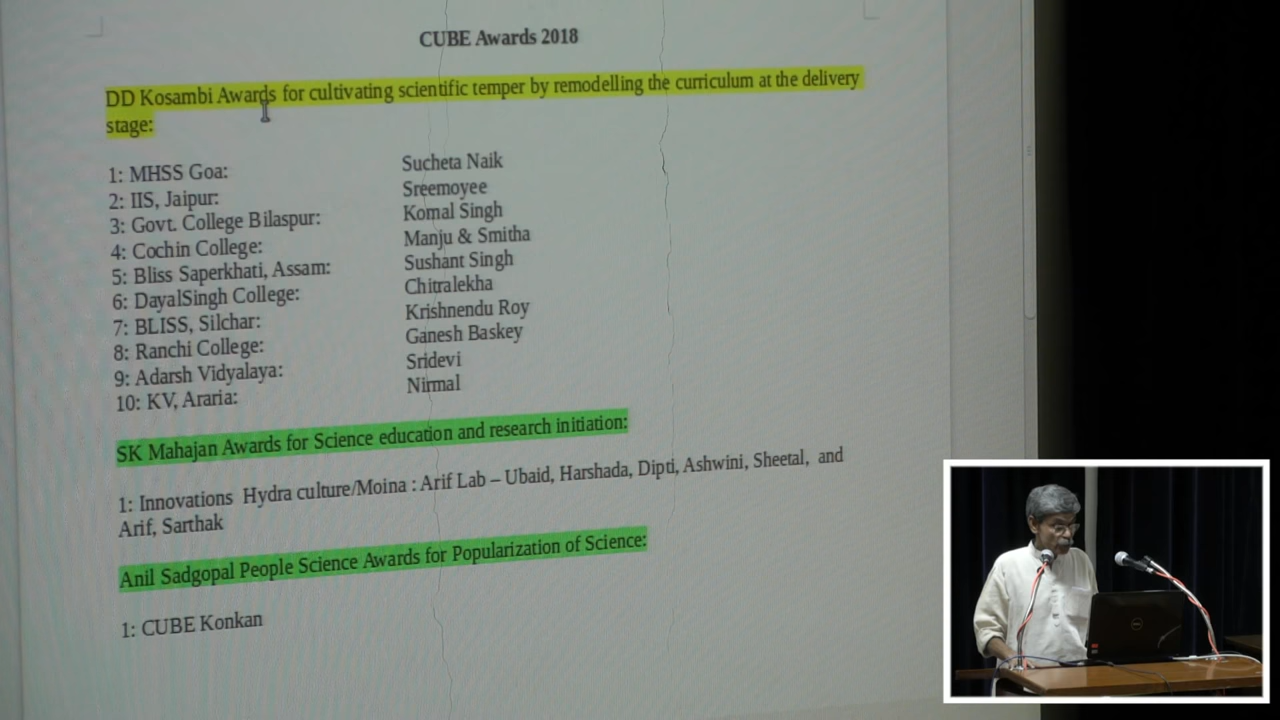 CUBE Awards 2018
DD Kosambi Awards for cultivating scientific temper by remodelling the curriculum at the delivery
stage:
1: MHSS Goa: Sucheta Naik
2: IIS, Jaipur: Sreemoyee
3: Govt. College Bilaspur: Komal Singh
4: Cochin College: Manju & Smitha
5: Bliss Saperkhati, Assam: Sushant Singh
6: DayalSingh College: Chitralekha
7: BLISS, Silchar: Krishnendu Roy
8: Ranchi College: Ganesh Baskey
9: Adarsh Vidyalaya: Sridevi
10: KV, Araria: Nirmal
SK Mahajan Awards for Science education and research initiation:
1: Innovations Hydra culture/Moina : Arif Lab – Ubaid, Harshada, Dipti, Ashwini, Sheetal, and
Arif, Sarthak
Anil Sadgopal People Science Awards for Popularization of Science:
1: CUBE Konkan